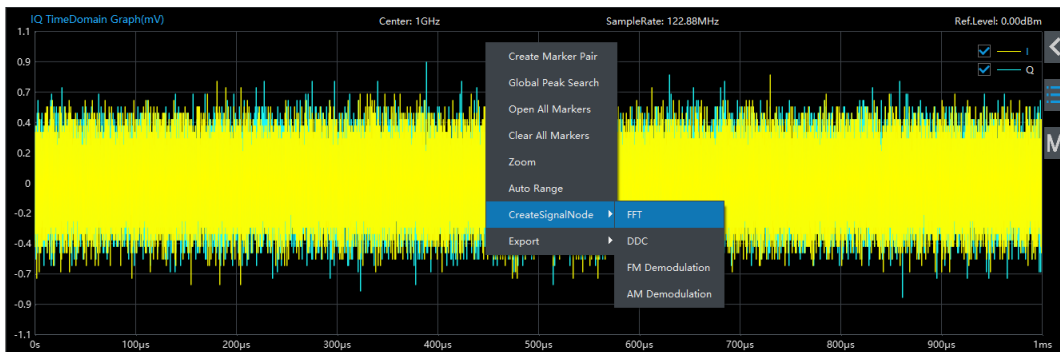 IQ TimeDomain Graph(mV) Center: 1GHz SampleRate: 122.88MHz Ref.Level: 0.00dBm
1.1
I
0.9
Q
0.7
0.4
0.2
0
-0.2
-0.4
-0.7
-0.9
-1.1
Create Marker Pair
Global Peak Search
Open All Markers
Clear All Markers
Zoom
Auto Range
CreateSignalNode
Export
FFT
DDC
FM Demodulation
AM Demodulation
M
0s 100μs 200μs 300μs 400μs 500μs 600μs 700μs 800μs 900μs 1ms